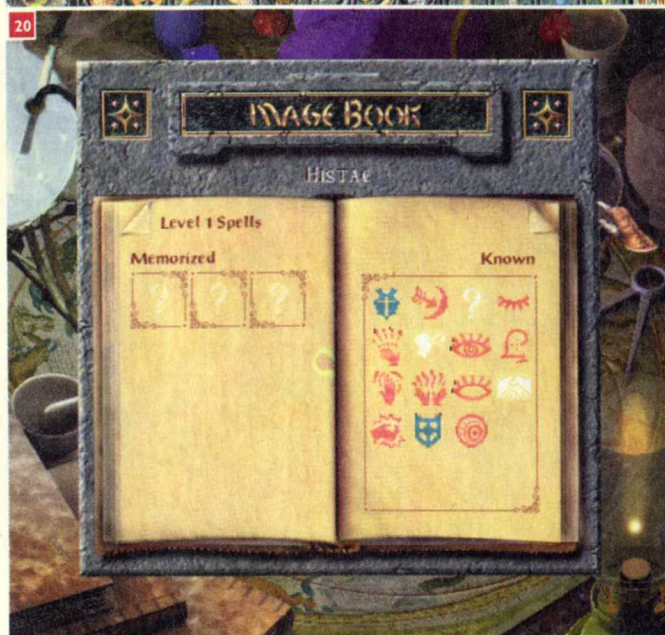 20
MAGE BOOK
HISTAE
Level 1 Spells
Memorized
Known